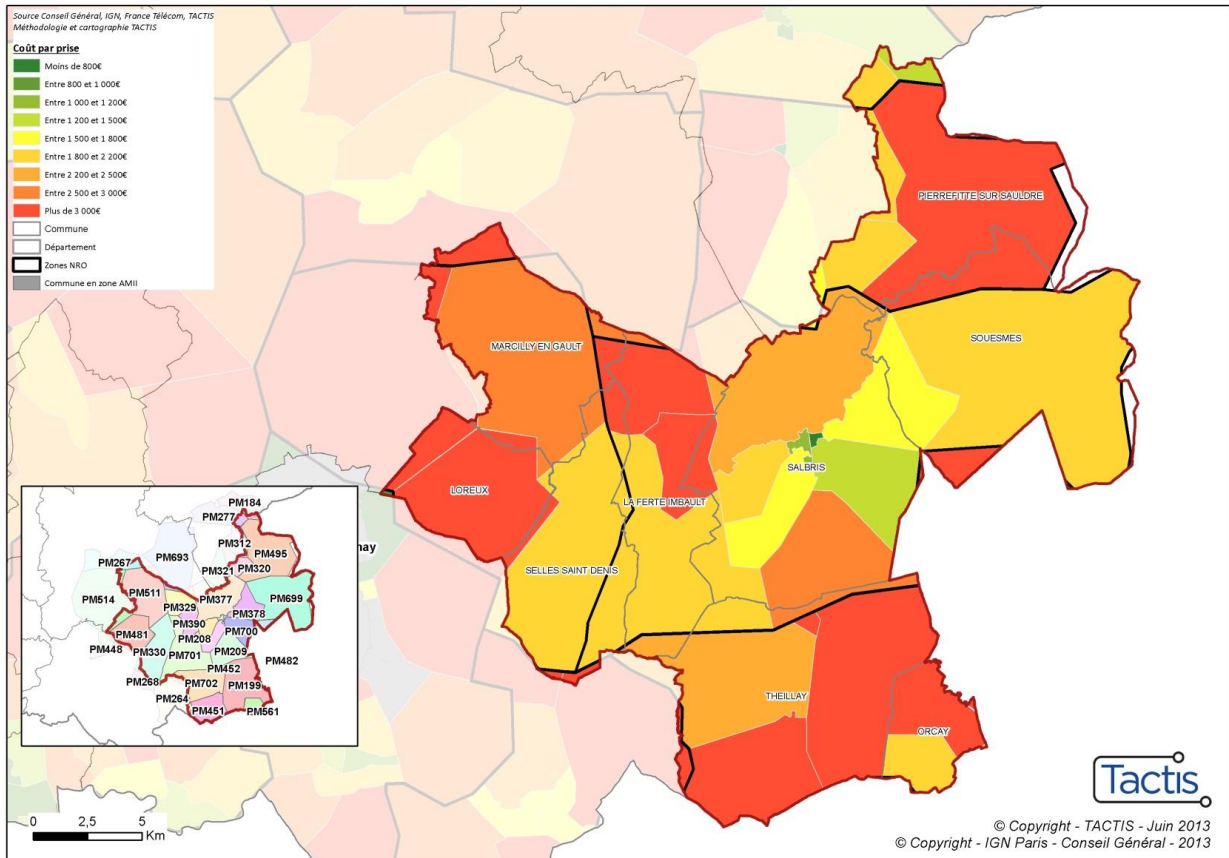 Source Conseil Général, IGN, France Télécom, TACTIS
Méthodologie et cartographie TACTIS
Coût par prise
Moins de 800€
Entre 800 et 1 000€
Entre 1 000 et 1 200€
Entre 1 200 et 1 500€
Entre 1 500 et 1 800€
Entre 1 800 et 2 200€
Entre 2 200 et 2 500€
Entre 2 500 et 3 000€
Plus de 3 000€
Commune
Département
Zones NRO
Commune en zone AMII
PIERREFITTE SUR SAULDRE
SOUESMES
MARCILLY EN GAULT
SALBRIS
LOREUX
LA FERTE IMBAULT
SELLES SAINT DENIS
THEILLAY
ORCAY
nay
PM184
PM277
PM312
PM693
PM495
PM267
PM321
PM320
PM511
PM377
PM699
PM514
PM329
PM378
PM390
PM481
PM208
PM700
PM448
PM330
PM701
PM209
PM482
PM452
PM268
PM702
PM199
PM264
PM451
PM561
0 2,5 5
Km
Tactis
© Copyright - TACTIS - Juin 2013
© Copyright - IGN Paris - Conseil Général - 2013